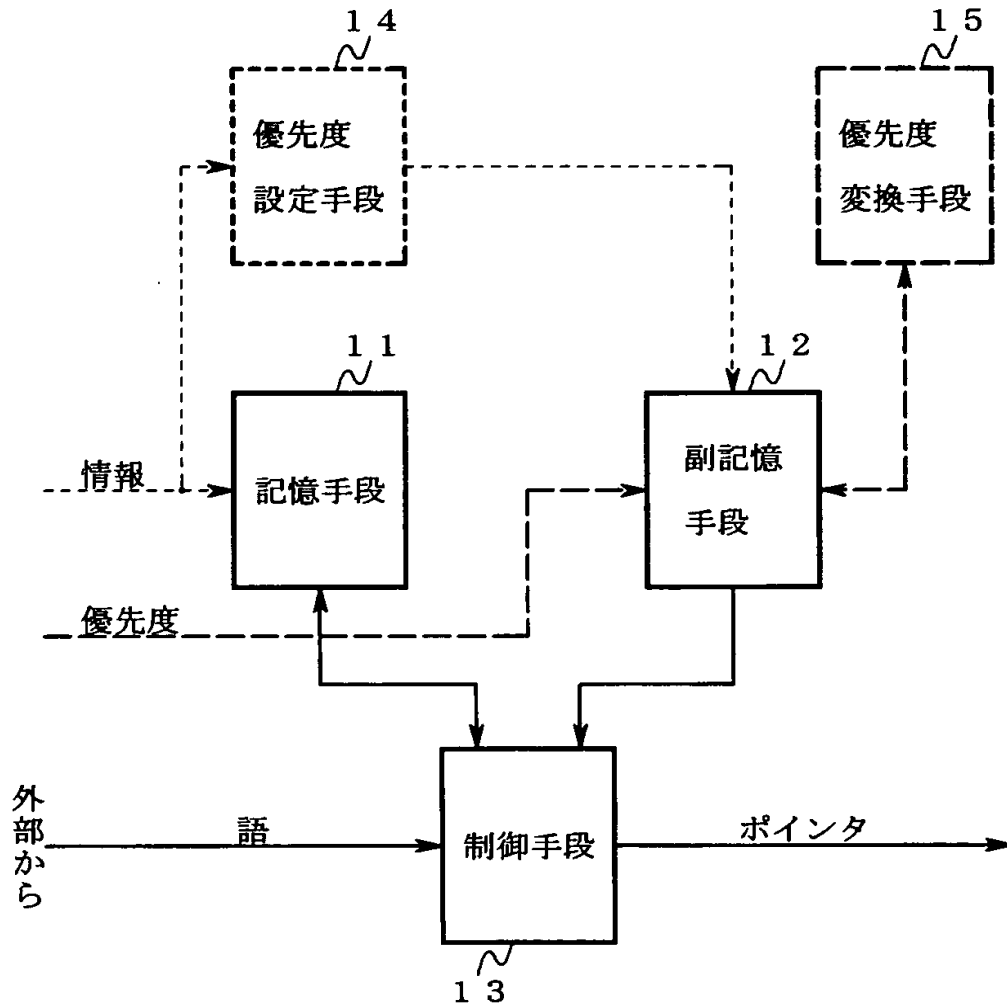 １４
優先度
設定手段
１５
優先度
変換手段
１１
記憶手段
１２
副記憶
手段
情報
優先度
外部から
語
制御手段
ポインタ
１３